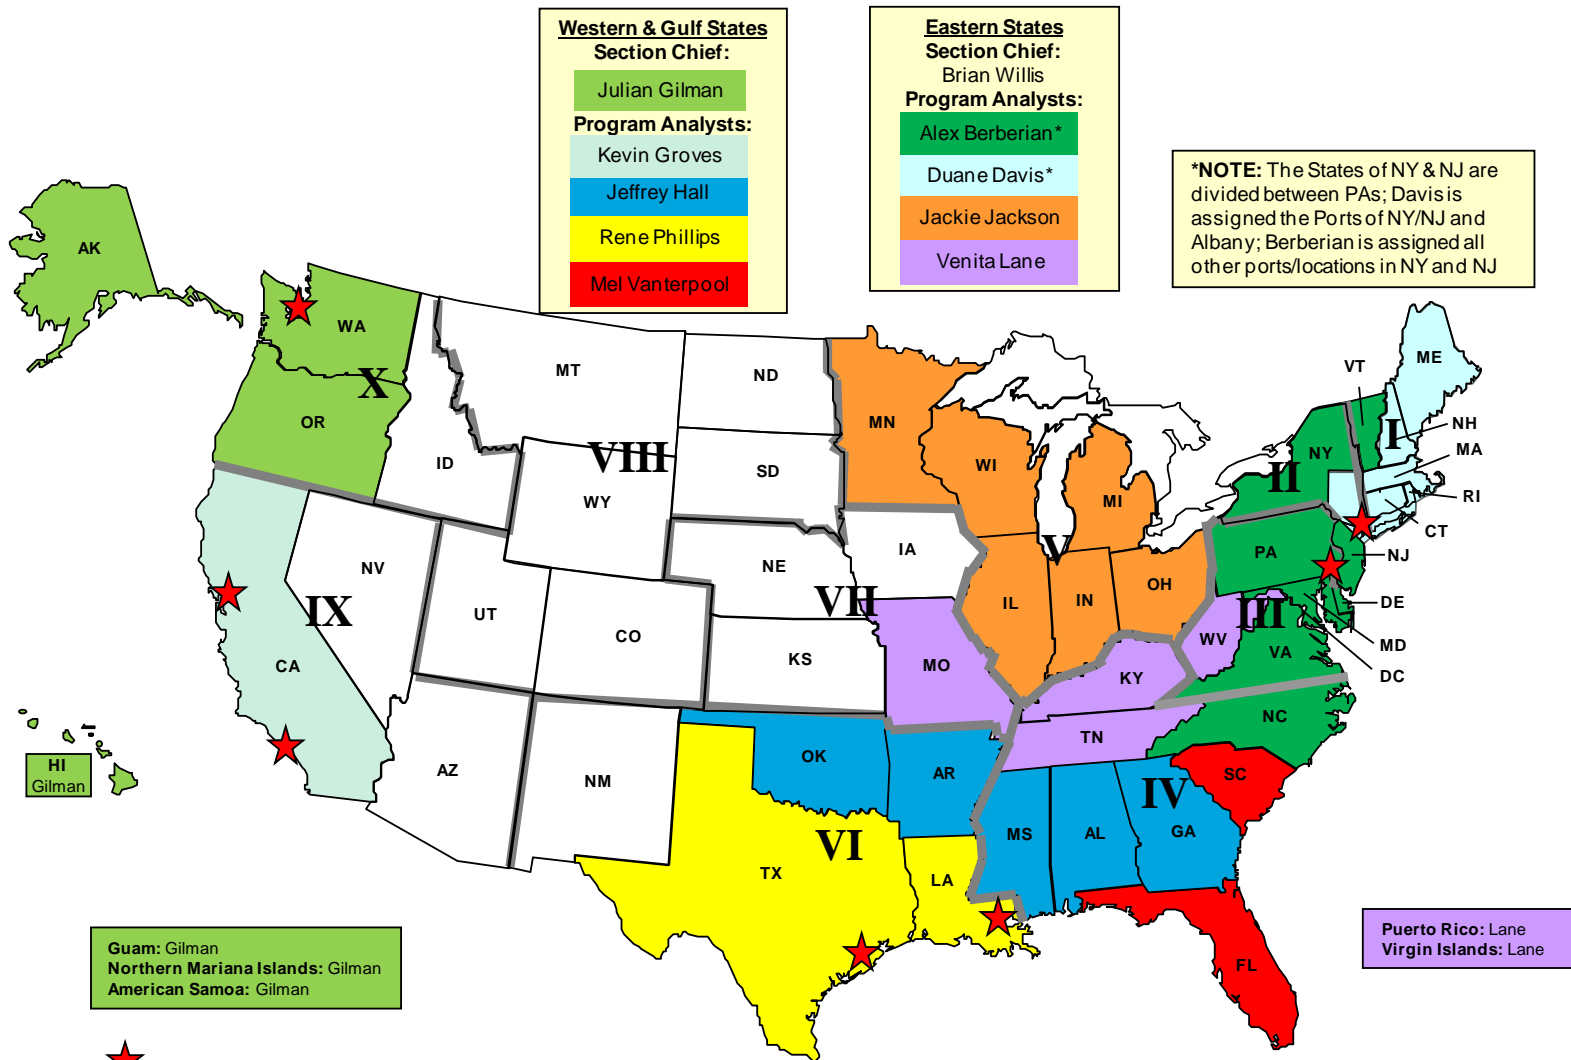 Western & Gulf States
Section Chief:
Julian Gilman
Program Analysts:
Kevin Groves
Jeffrey Hall
Rene Phillips
Mel Vanterpool
Eastern States
Section Chief:
Brian Willis
Program Analysts:
Alex Berberian*
Duane Davis*
Jackie Jackson
Venita Lane
*NOTE: The States of NY & NJ are
divided between PAs; Davis is
assigned the Ports of NY/NJ and
Albany; Berberian is assigned all
other ports/locations in NY and NJ
AK
WA
X
OR
ID
MT
ND
VIII
WY
SD
MN
WI
MI
V
VT
ME
I
NH
MA
NY
II
RI
CT
NJ
PA
DE
MD
DC
III
NV
IX
CA
UT
CO
NE
IA
VII
KS
MO
IL
IN
OH
WV
VA
KY
NC
TN
HI
Gilman
AZ
NM
OK
AR
SC
IV
MS
AL
GA
VI
TX
LA
FL
Guam: Gilman
Northern Mariana Islands: Gilman
American Samoa: Gilman
Puerto Rico: Lane
Virgin Islands: Lane